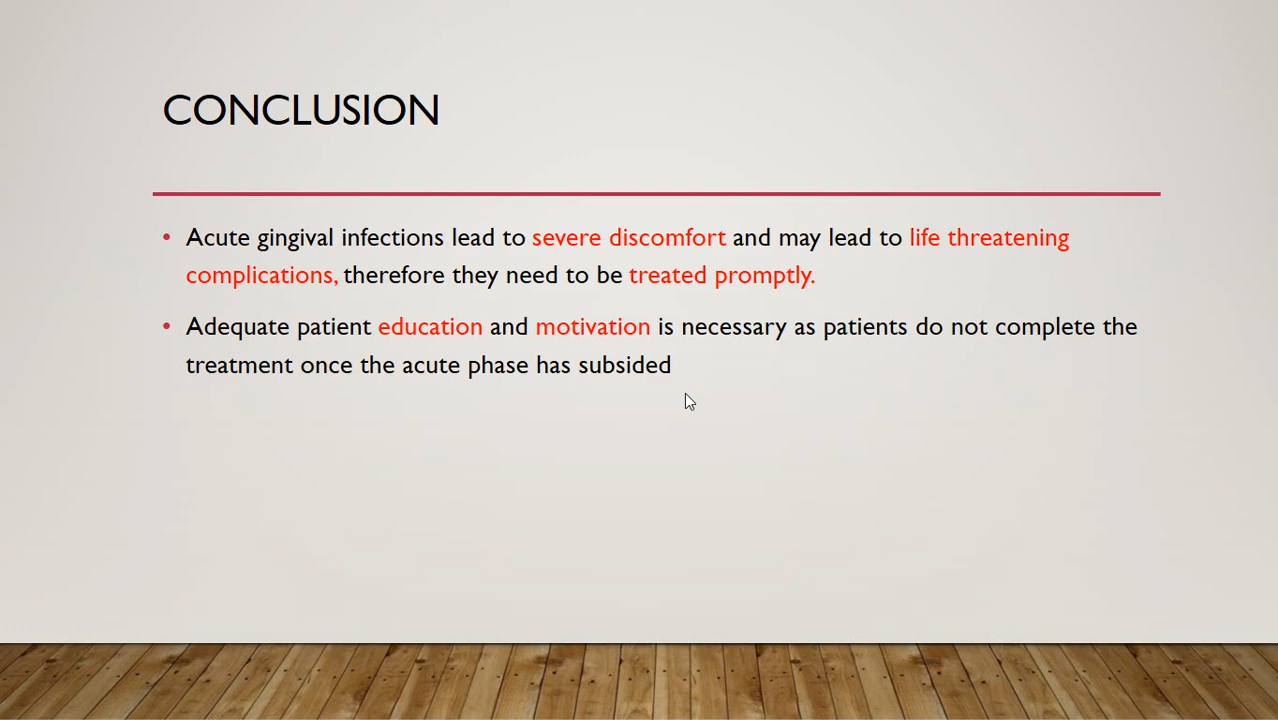 CONCLUSION
• Acute gingival infections lead to severe discomfort and may lead to life threatening
complications, therefore they need to be treated promptly.
• Adequate patient education and motivation is necessary as patients do not complete the
treatment once the acute phase has subsided